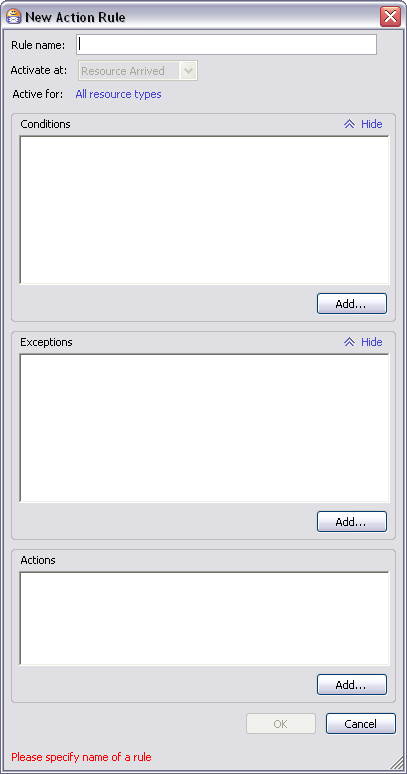 New Action Rule
Rule name:
Activate at: Resource Arrived
Active for: All resource types
Conditions Hide
Add...
Exceptions Hide
Add...
Actions
Add...
OK Cancel
Please specify name of a rule